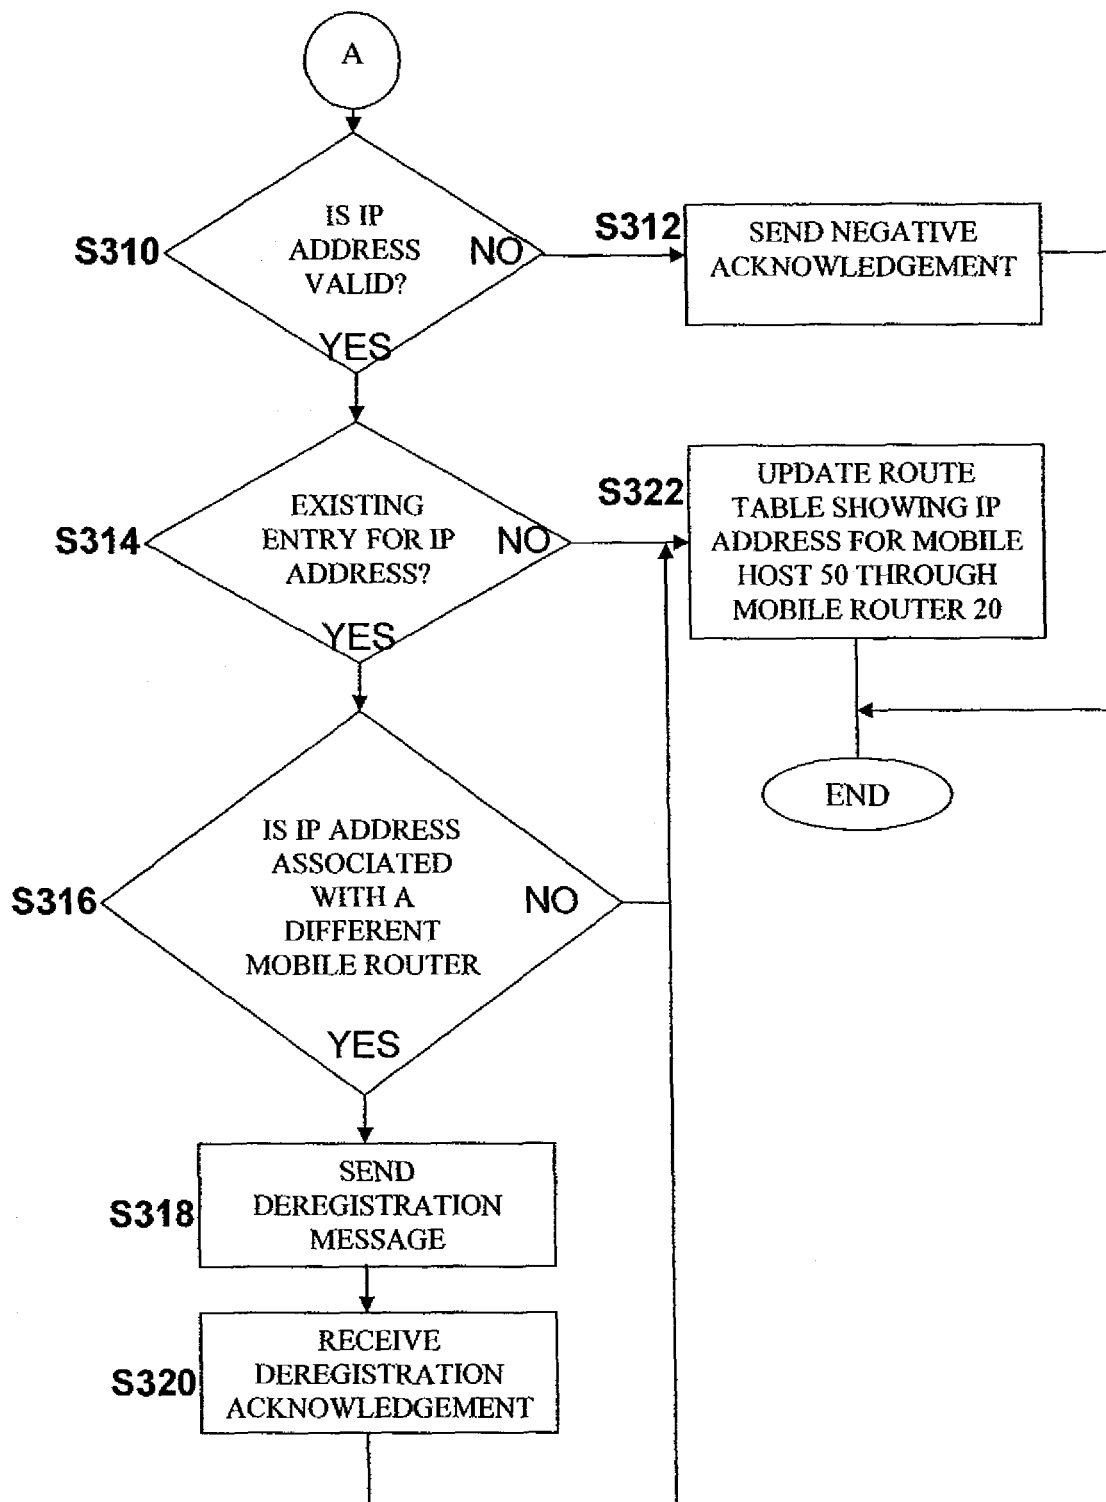 A
S310
IS IP
ADDRESS
VALID?
NO
YES
S312
SEND NEGATIVE
ACKNOWLEDGEMENT
S314
EXISTING
ENTRY FOR IP
ADDRESS?
NO
YES
S322
UPDATE ROUTE
TABLE SHOWING IP
ADDRESS FOR MOBILE
HOST 50 THROUGH
MOBILE ROUTER 20
END
S316
IS IP ADDRESS
ASSOCIATED
WITH A
DIFFERENT
MOBILE ROUTER
NO
YES
S318
SEND
DEREGISTRATION
MESSAGE
S320
RECEIVE
DEREGISTRATION
ACKNOWLEDGEMENT